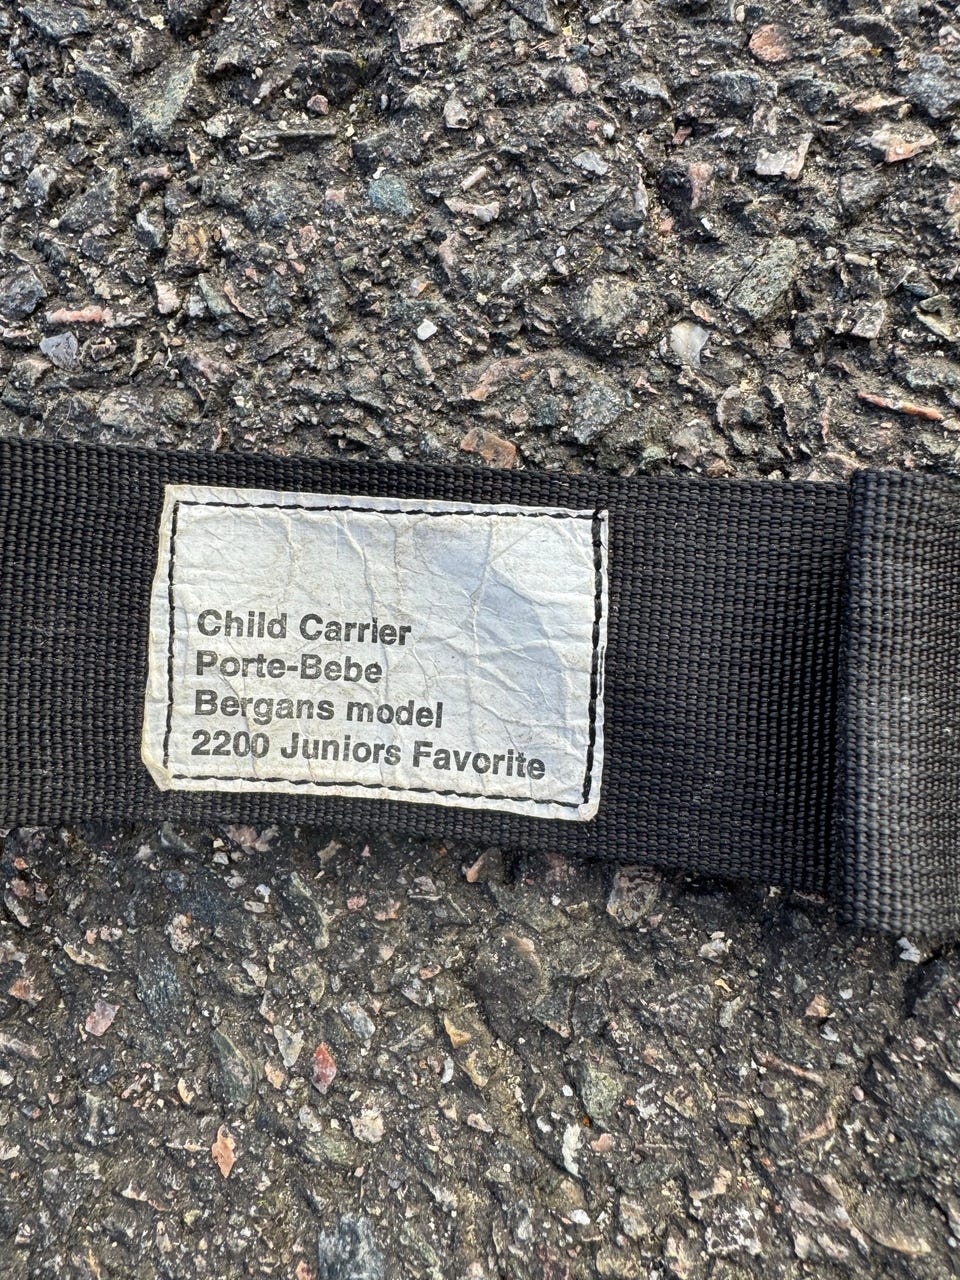 Child Carrier
Porte-Bebe
Bergans model
2200 Juniors Favorite